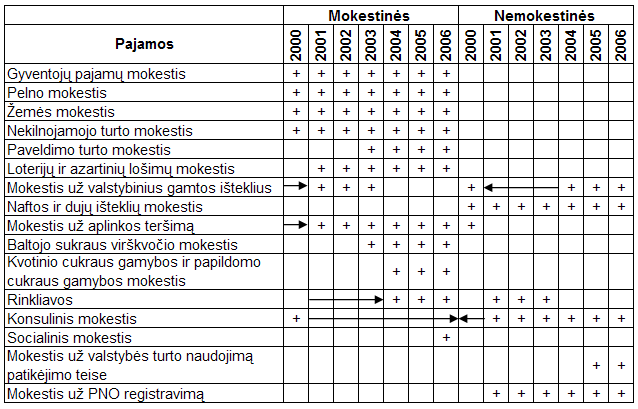 Pajamos Mokestinės Nemokestinės
2000 2001 2002 2003 2004 2005 2006 2000 2001 2002 2003 2004 2005 2006
Gyventojų pajamų mokestis + + + + + + +
Pelno mokestis + + + + + + +
Žemės mokestis + + + + + + +
Nekilnojamojo turto mokestis + + + + + + +
Paveldimo turto mokestis + + + +
Loterijų ir azartinių lošimų mokestis + + + + + +
Mokestis už valstybinius gamtos išteklius + + + + + + +
Naftos ir dujų išteklių mokestis + + + + + + +
Mokestis už aplinkos teršimą + + + + + + +
Baltojo sukraus virškvočio mokestis + + + +
Kvotinio cukraus gamybos ir papildomo
cukraus gamybos mokestis + + +
Rinkliavos + + + + + +
Konsulinis mokestis + + + + + + +
Socialinis mokestis +
Mokestis už valstybės turto naudojimą
patikėjimo teise + +
Mokestis už PNO registravimą + + + + + +